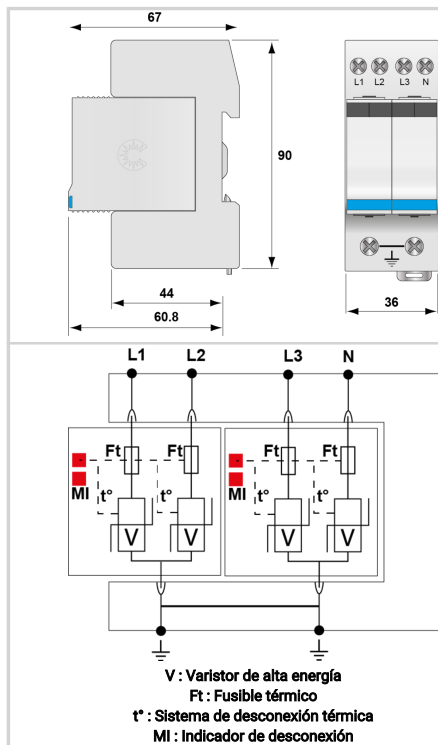 67
L1 L2 L3 N
90
44
60.8
36
L1 L2 L3 N
Ft Ft Ft Ft
MI t° t° MI t° t°
V V V V
V : Varistor de alta energía
Ft : Fusible térmico
t° : Sistema de desconexión térmica
MI : Indicador de desconexión